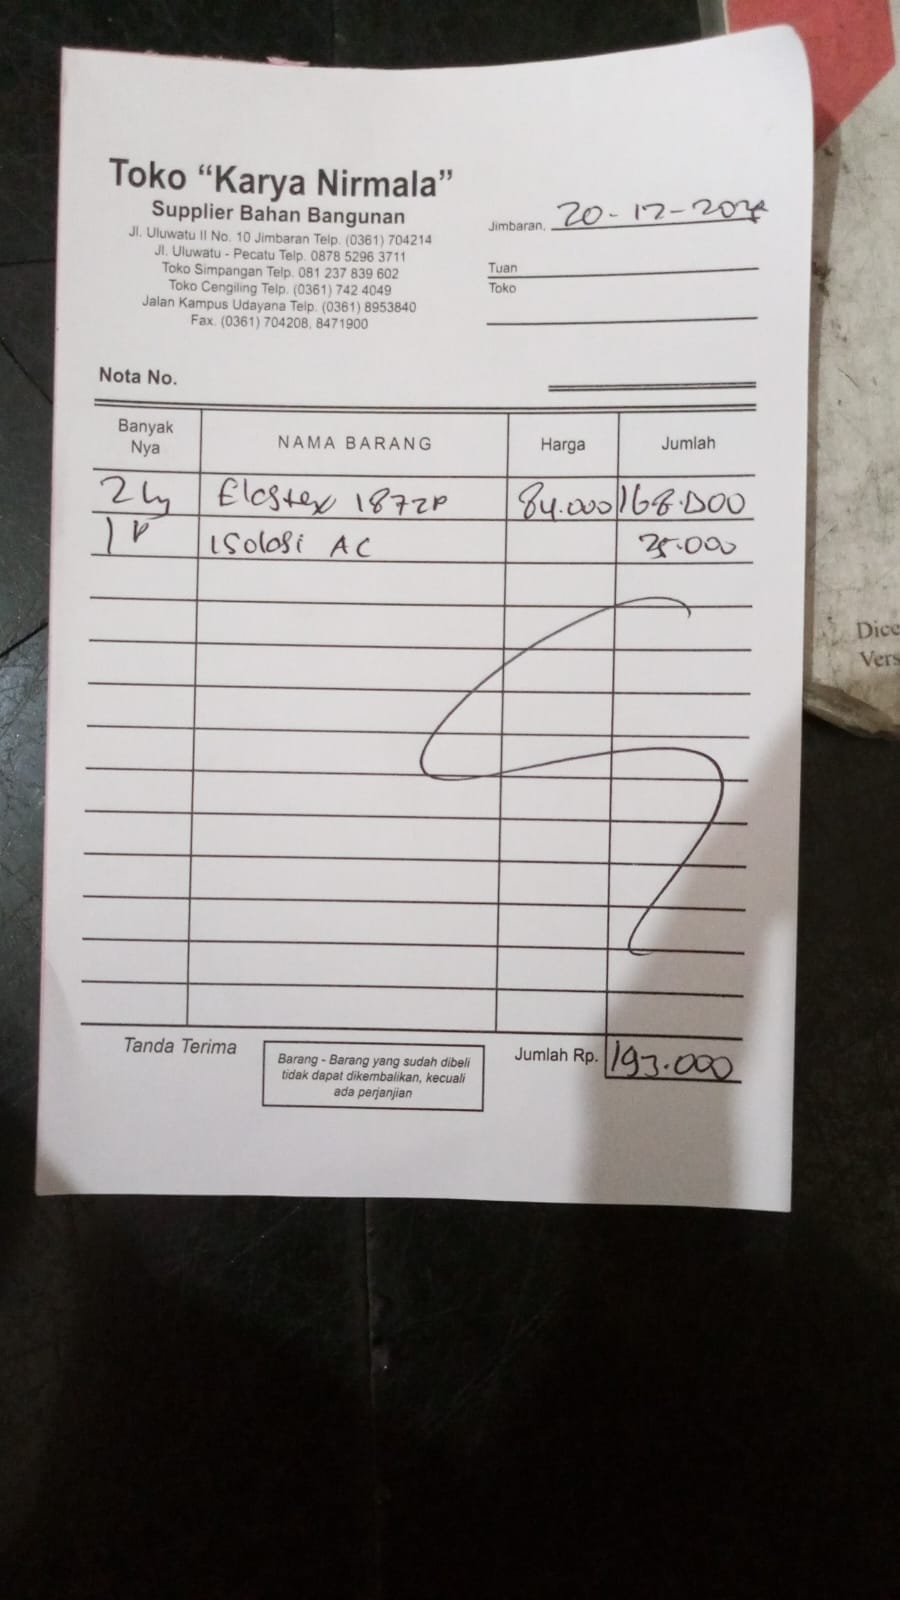 Toko “Karya Nirmala”
Supplier Bahan Bangunan
Jl. Uluwatu II No. 10 Jimbaran Telp. (0361) 704214
Jl. Uluwatu - Pecatu Telp. 0878 5296 3711
Toko Simpangan Telp. 081 237 839 602
Toko Cengiling Telp. (0361) 742 4049
Jalan Kampus Udayana Telp. (0361) 8953840
Fax. (0361) 704208, 8471900
Jimbaran, 20-12-2024
Tuan
Toko
Nota No.
Banyak Nya NAMA BARANG Harga Jumlah
2 Elastex 1872P 84.000 168.000
1 Isolasi AC 25.000
Tanda Terima
Barang - Barang yang sudah dibeli
tidak dapat dikembalikan, kecuali
ada perjanjian
Jumlah Rp. 193.000
Dice
Vers